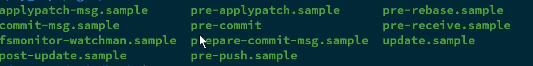 applypatch-msg.sample pre-applypatch.sample pre-rebase.sample
commit-msg.sample pre-commit pre-receive.sample
fsmonitor-watchman.sample prepare-commit-msg.sample update.sample
post-update.sample pre-push.sample